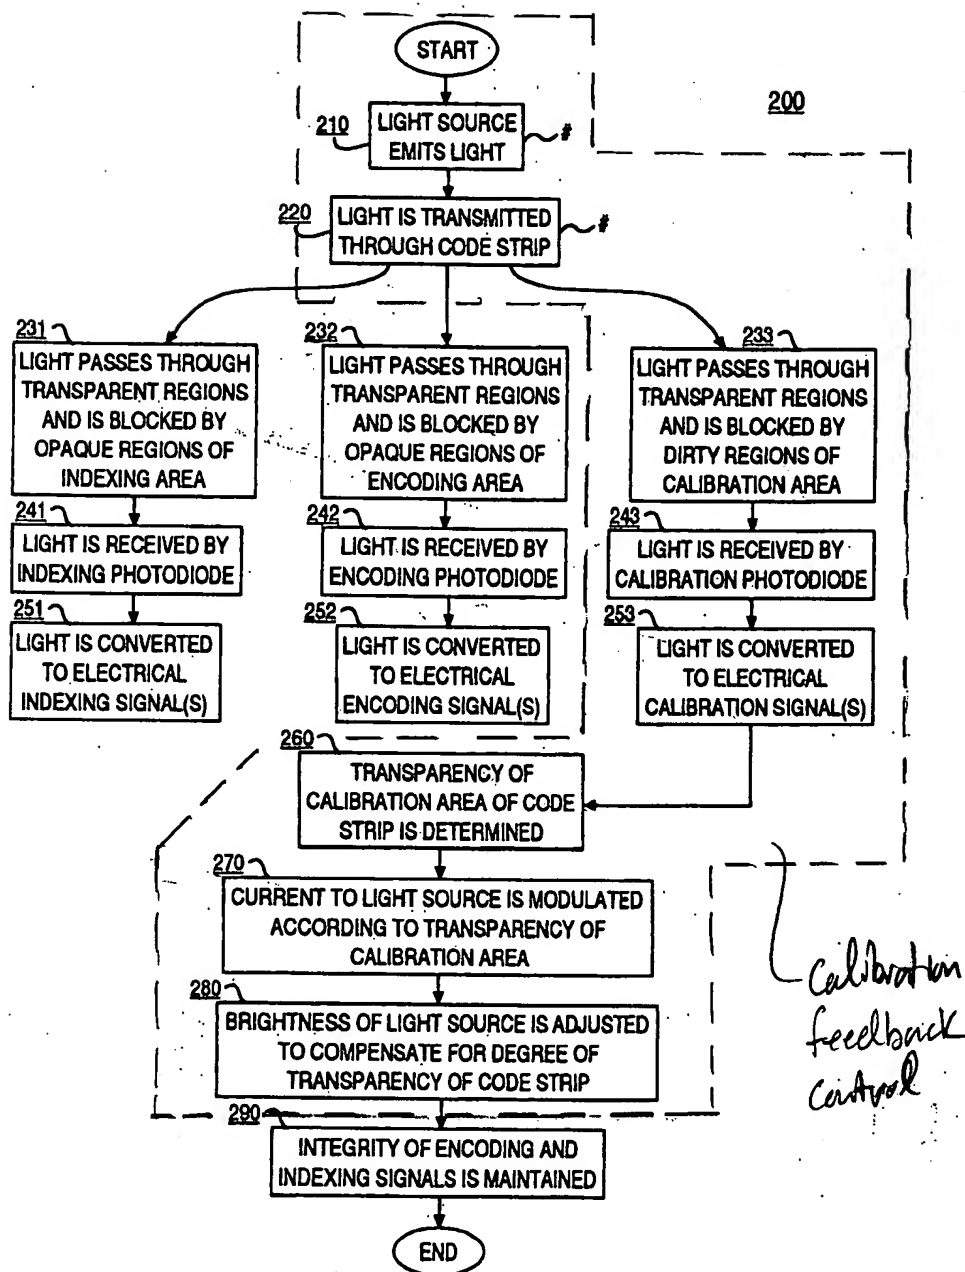 START
200
210
LIGHT SOURCE
EMITS LIGHT
#
220
LIGHT IS TRANSMITTED
THROUGH CODE STRIP
#
231
LIGHT PASSES THROUGH
TRANSPARENT REGIONS
AND IS BLOCKED BY
OPAQUE REGIONS OF
INDEXING AREA
232
LIGHT PASSES THROUGH
TRANSPARENT REGIONS
AND IS BLOCKED BY
OPAQUE REGIONS OF
ENCODING AREA
233
LIGHT PASSES THROUGH
TRANSPARENT REGIONS
AND IS BLOCKED BY
DIRTY REGIONS OF
CALIBRATION AREA
241
LIGHT IS RECEIVED BY
INDEXING PHOTODIODE
242
LIGHT IS RECEIVED BY
ENCODING PHOTODIODE
243
LIGHT IS RECEIVED BY
CALIBRATION PHOTODIODE
251
LIGHT IS CONVERTED
TO ELECTRICAL
INDEXING SIGNAL(S)
252
LIGHT IS CONVERTED
TO ELECTRICAL
ENCODING SIGNAL(S)
253
LIGHT IS CONVERTED
TO ELECTRICAL
CALIBRATION SIGNAL(S)
260
TRANSPARENCY OF
CALIBRATION AREA OF CODE
STRIP IS DETERMINED
270
CURRENT TO LIGHT SOURCE IS MODULATED
ACCORDING TO TRANSPARENCY OF
CALIBRATION AREA
280
BRIGHTNESS OF LIGHT SOURCE IS ADJUSTED
TO COMPENSATE FOR DEGREE OF
TRANSPARENCY OF CODE STRIP
Calibration
feedback
control
290
INTEGRITY OF ENCODING AND
INDEXING SIGNALS IS MAINTAINED
END